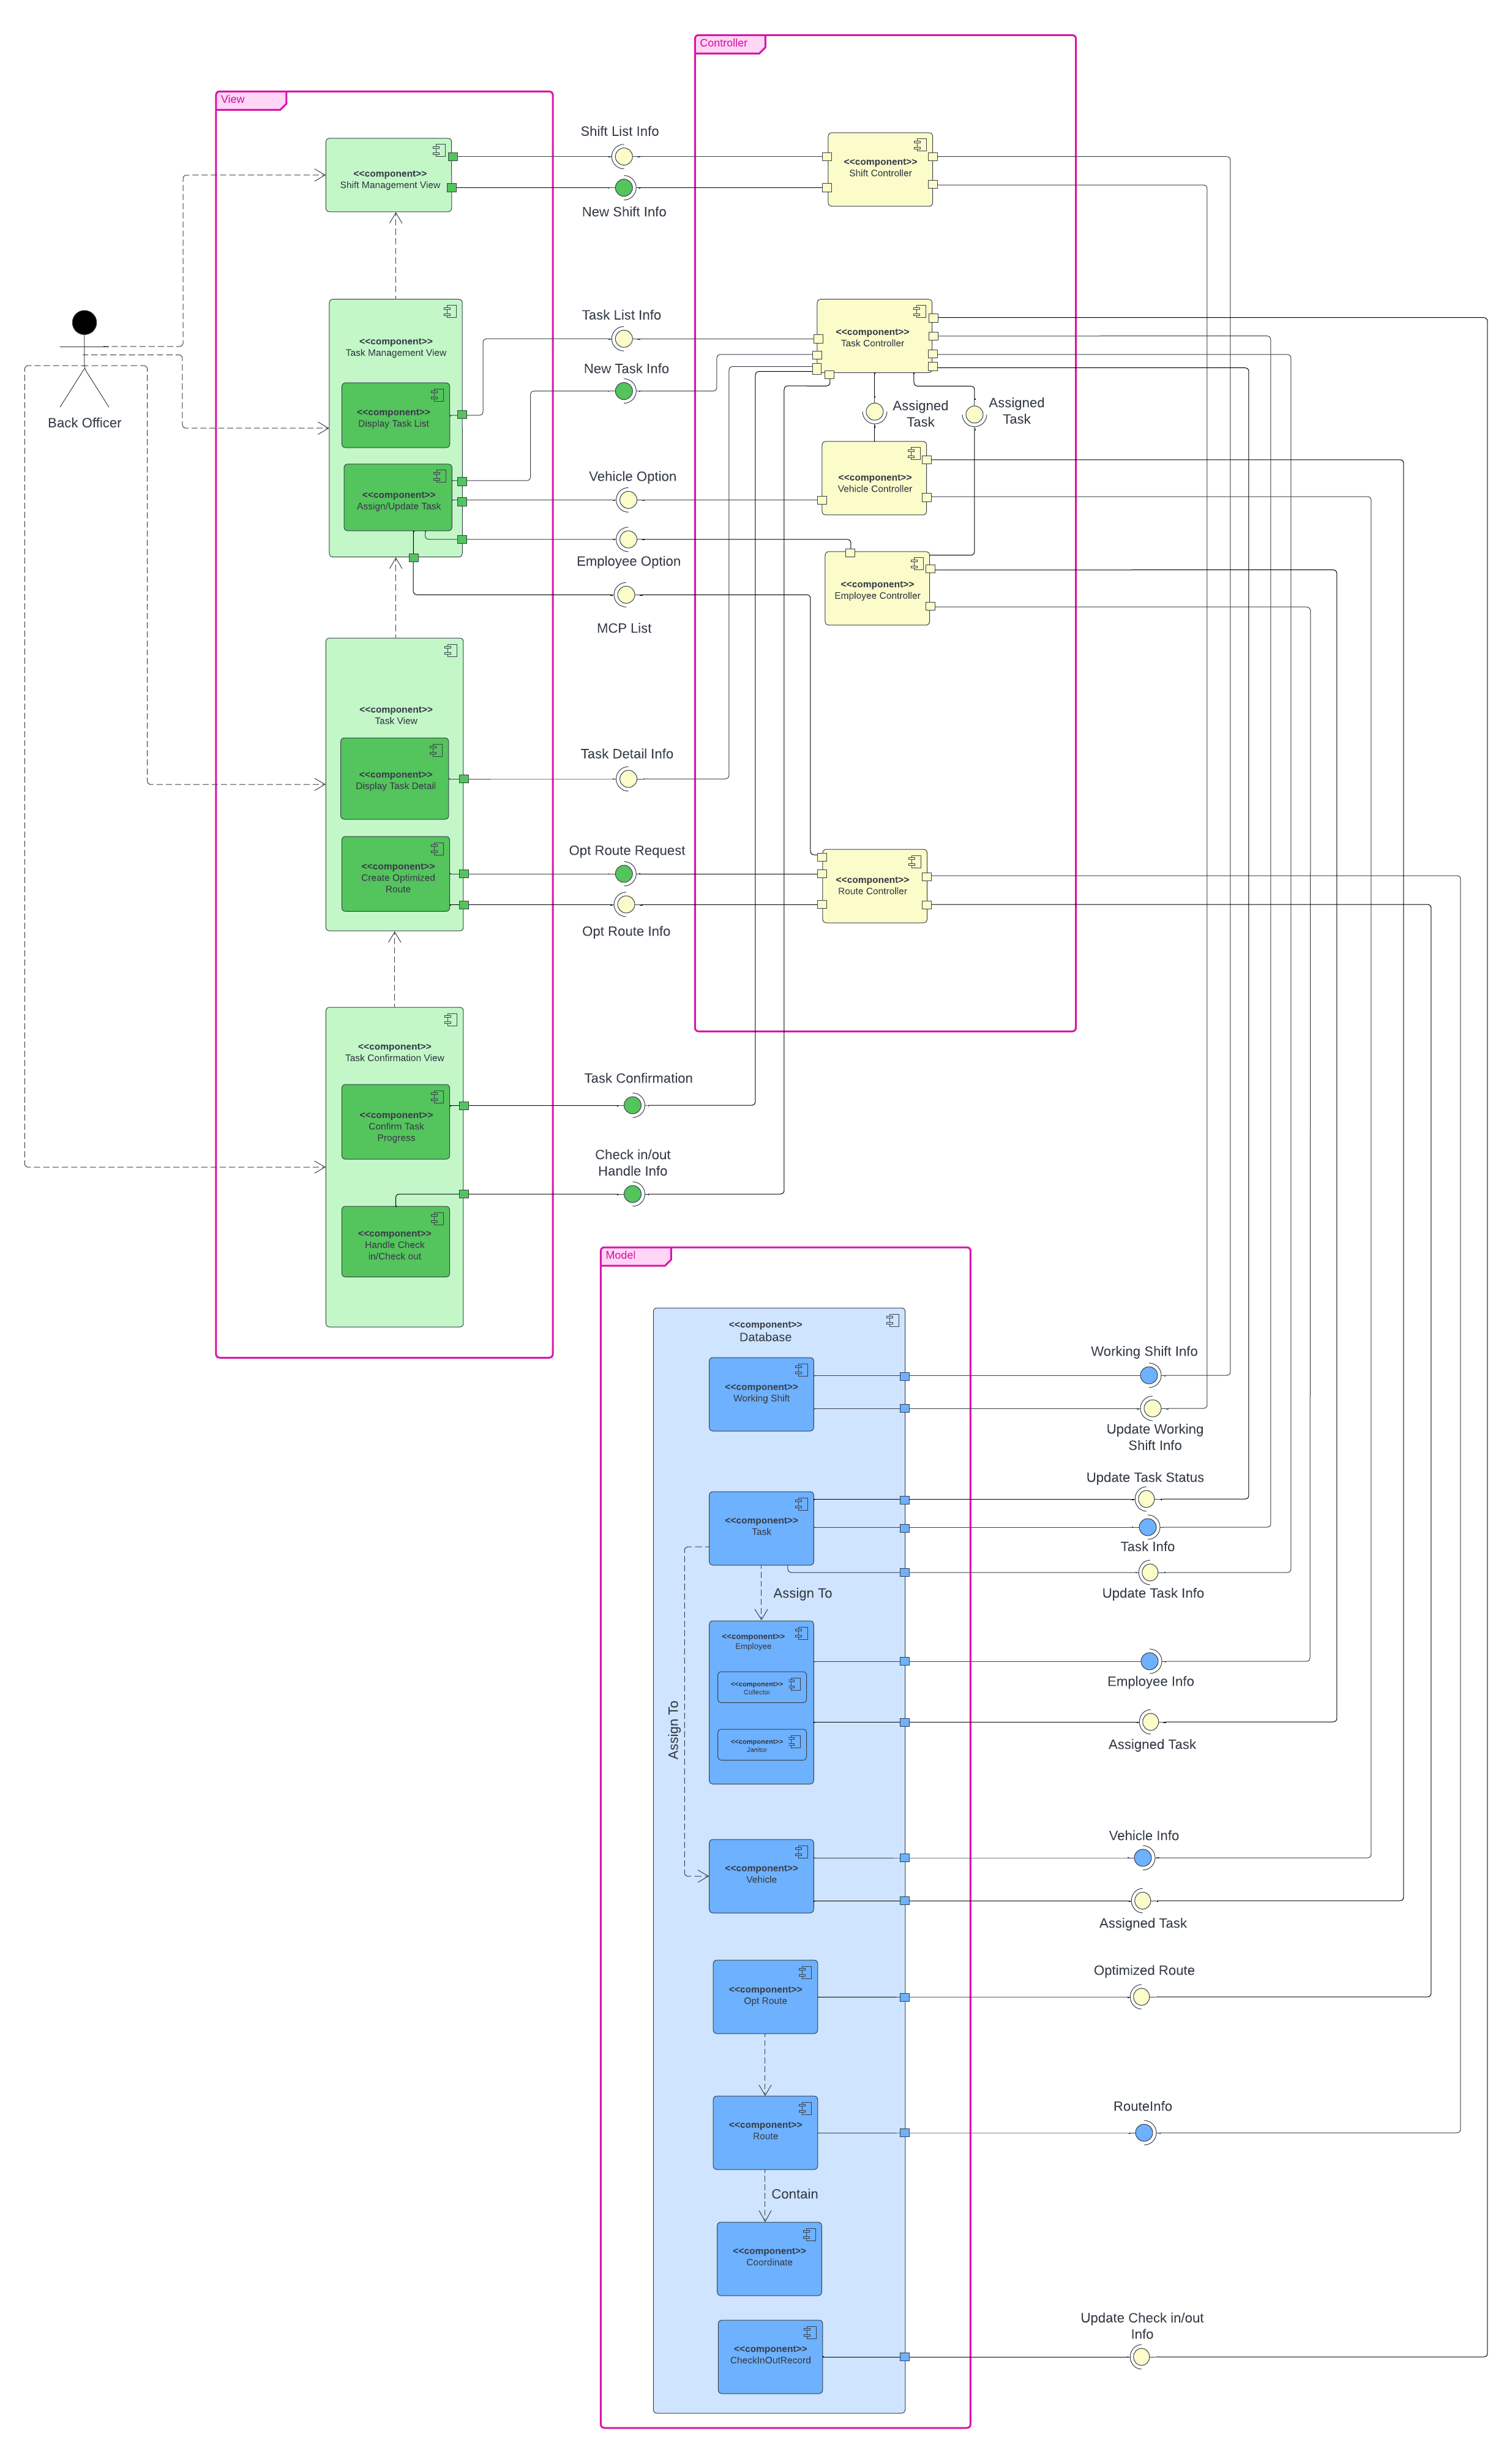 Controller
View
Shift List Info
<<component>>
Shift Management View
<<component>>
Shift Controller
New Shift Info
Back Officer
<<component>>
Task Management View
<<component>>
Display Task List
<<component>>
Assign/Update Task
Task List Info
New Task Info
Vehicle Option
Employee Option
MCP List
<<component>>
Task Controller
Assigned
Task
Assigned
Task
<<component>>
Vehicle Controller
<<component>>
Employee Controller
<<component>>
Task View
<<component>>
Display Task Detail
<<component>>
Create Optimized
Route
Task Detail Info
Opt Route Request
Opt Route Info
<<component>>
Route Controller
<<component>>
Task Confirmation View
<<component>>
Confirm Task
Progress
<<component>>
Handle Check
in/Check out
Task Confirmation
Check in/out
Handle Info
Model
<<component>>
Database
<<component>>
Working Shift
Working Shift Info
Update Working
Shift Info
<<component>>
Task
Update Task Status
Task Info
Update Task Info
Assign To
Assign To
<<component>>
Employee
<<component>>
Collector
<<component>>
Janitor
Employee Info
Assigned Task
<<component>>
Vehicle
Vehicle Info
Assigned Task
<<component>>
Opt Route
Optimized Route
<<component>>
Route
RouteInfo
Contain
<<component>>
Coordinate
<<component>>
CheckInOutRecord
Update Check in/out
Info